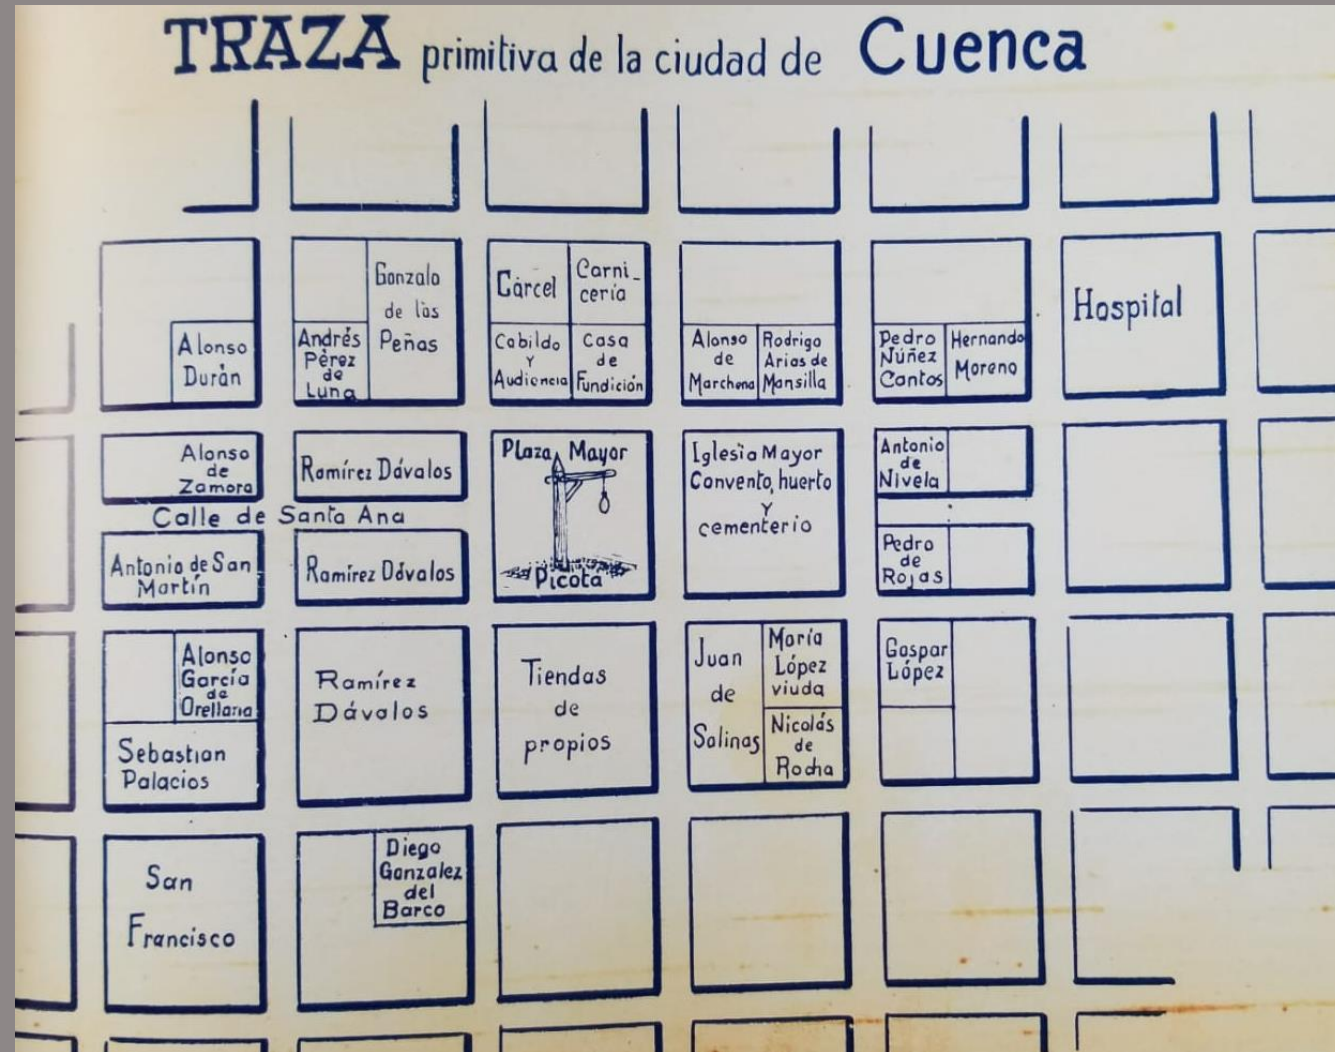 TRAZA primitiva de la ciudad de Cuenca
Alonso
Durán
Andrés
Pérez
de
Luna
Gonzalo
de las
Peñas
Cárcel
Carni-
cería
Cabildo
Y
Audiencia
Casa
de
Fundición
Alonso
de
Marchena
Rodrigo
Arias de
Mansilla
Pedro
Núñez
Cantos
Hernando
Moreno
Hospital
Alonso
de
Zamora
Ramírez Dávalos
Calle de Santa Ana
Antonio de San
Martín
Ramírez Dávalos
Plaza Mayor
Picota
Iglesia Mayor
Convento, huerto
Y
cementerio
Antonio
de
Nivela
Pedro
de
Rojas
Alonso
García
de
Orellana
Sebastian
Palacios
Ramírez
Dávalos
Tiendas
de
propios
Juan
de
Salinas
María
López
viuda
Nicolás
de
Rocha
Gaspar
López
San
Francisco
Diego
Gonzalez
del
Barco